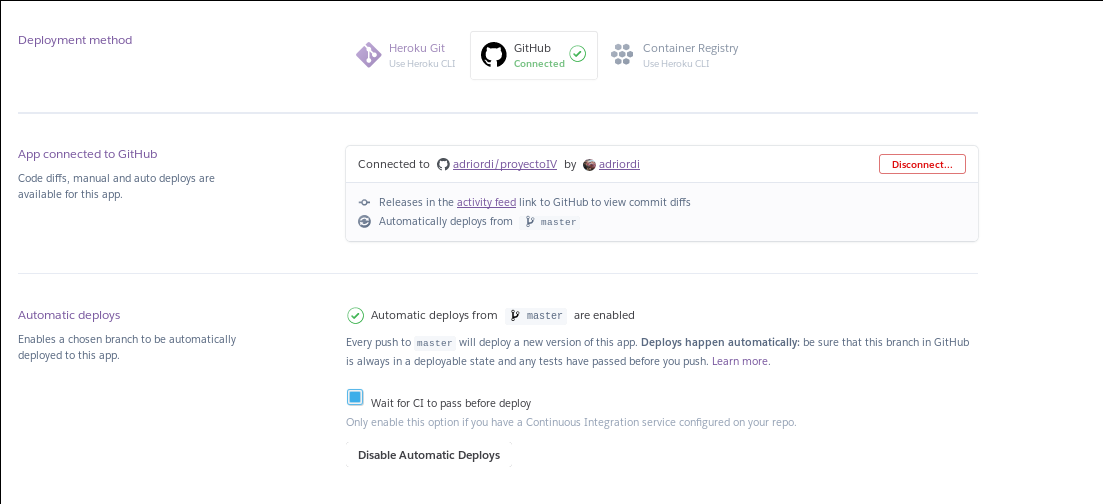 Deployment method
Heroku Git
Use Heroku CLI
GitHub
Connected
Container Registry
Use Heroku CLI
App connected to GitHub
Code diffs, manual and auto deploys are
available for this app.
Connected to adriordi/proyectoIV by adriordi
Disconnect...
Releases in the activity feed link to GitHub to view commit diffs
Automatically deploys from master
Automatic deploys
Enables a chosen branch to be automatically
deployed to this app.
Automatic deploys from master are enabled
Every push to master will deploy a new version of this app. Deploys happen automatically: be sure that this branch in GitHub
is always in a deployable state and any tests have passed before you push. Learn more.
Wait for CI to pass before deploy
Only enable this option if you have a Continuous Integration service configured on your repo.
Disable Automatic Deploys